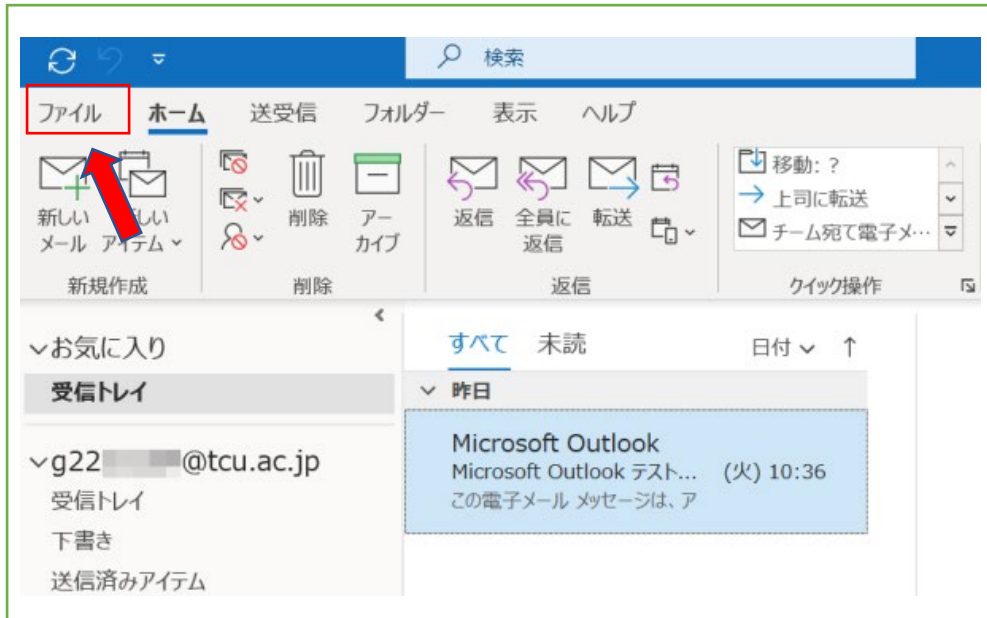 検索
ファイル ホーム 送受信 フォルダー 表示 ヘルプ
新しい
メール
しい
アイテム
削除
アー
カイブ
返信
全員に
返信
転送
移動: ?
上司に転送
チーム宛て電子メ…
新規作成 削除 返信 クイック操作
お気に入り
受信トレイ
g22 @tcu.ac.jp
受信トレイ
下書き
送信済みアイテム
すべて 未読 日付 ↑
昨日
Microsoft Outlook
Microsoft Outlook テスト... (火) 10:36
この電子メール メッセージは、ア